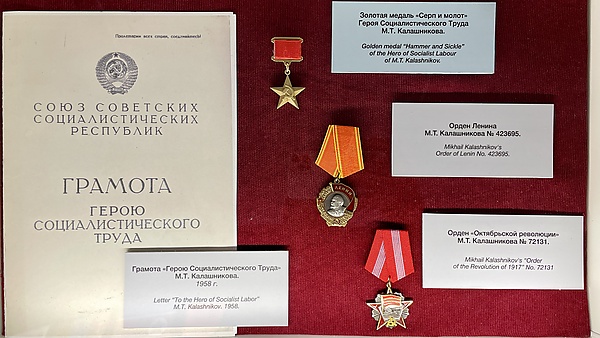 Пролетарии всех стран, соединяйтесь!
СОЮЗ СОВЕТСКИХ
СОЦИАЛИСТИЧЕСКИХ
РЕСПУБЛИК
ГРАМОТА
ГЕРОЮ
СОЦИАЛИСТИЧЕСКОГО
ТРУДА
Грамота «Герою Социалистического Труда»
М.Т. Калашникова.
1958 г.
Letter "To the Hero of Socialist Labor"
M.T. Kalashnikov. 1958.
Золотая медаль «Серп и молот»
Героя Социалистического Труда
М.Т. Калашникова.
Golden medal "Hammer and Sickle"
of the Hero of Socialist Labour
of M.T. Kalashnikov.
Орден Ленина
М.Т. Калашникова № 423695.
Mikhail Kalashnikov's
Order of Lenin No. 423695.
ЛЕНИН
Орден «Октябрьской революции»
М.Т. Калашникова № 72131.
Mikhail Kalashnikov's "Order
of the Revolution of 1917" No. 72131